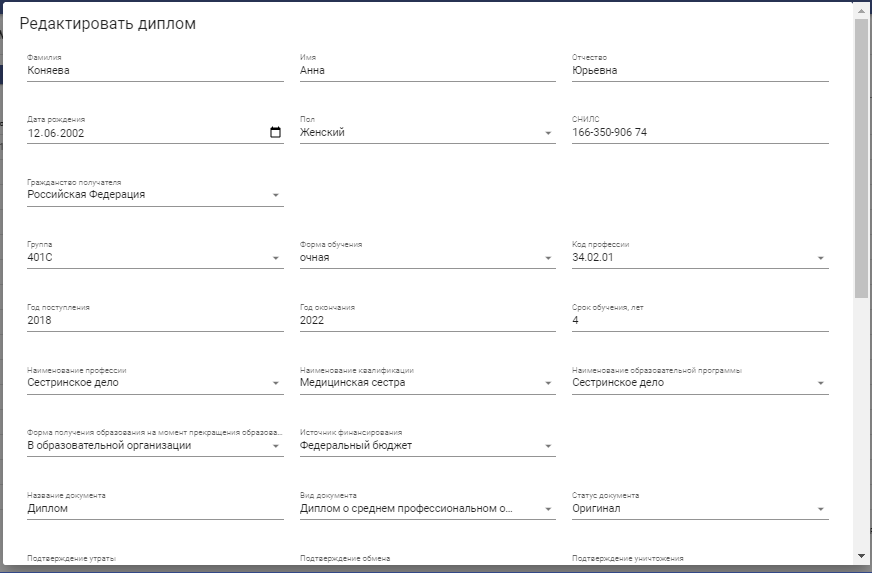 Редактировать диплом
Фамилия Имя Отчество
Коняева Анна Юрьевна
Дата рождения Пол СНИЛС
12.06.2002 Женский 166-350-906 74
Гражданство получателя
Российская Федерация
Группа Форма обучения Код профессии
401С очная 34.02.01
Год поступления Год окончания Срок обучения, лет
2018 2022 4
Наименование профессии Наименование квалификации Наименование образовательной программы
Сестринское дело Медицинская сестра Сестринское дело
Форма получения образования на момент прекращения образова... Источник финансирования
В образовательной организации Федеральный бюджет
Название документа Вид документа Статус документа
Диплом Диплом о среднем профессиональном о... Оригинал
Подтверждение утраты Подтверждение обмена Подтверждение уничтожения